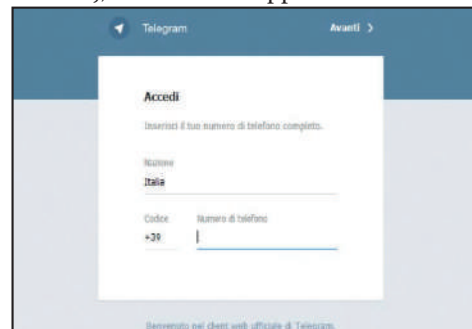 Telegram Avanti
Accedi
Inserisci il tuo numero di telefono completo.
Nazione
Italia
Codice Numero di telefono
+39
Benvenuto nel client web ufficiale di Telegram.